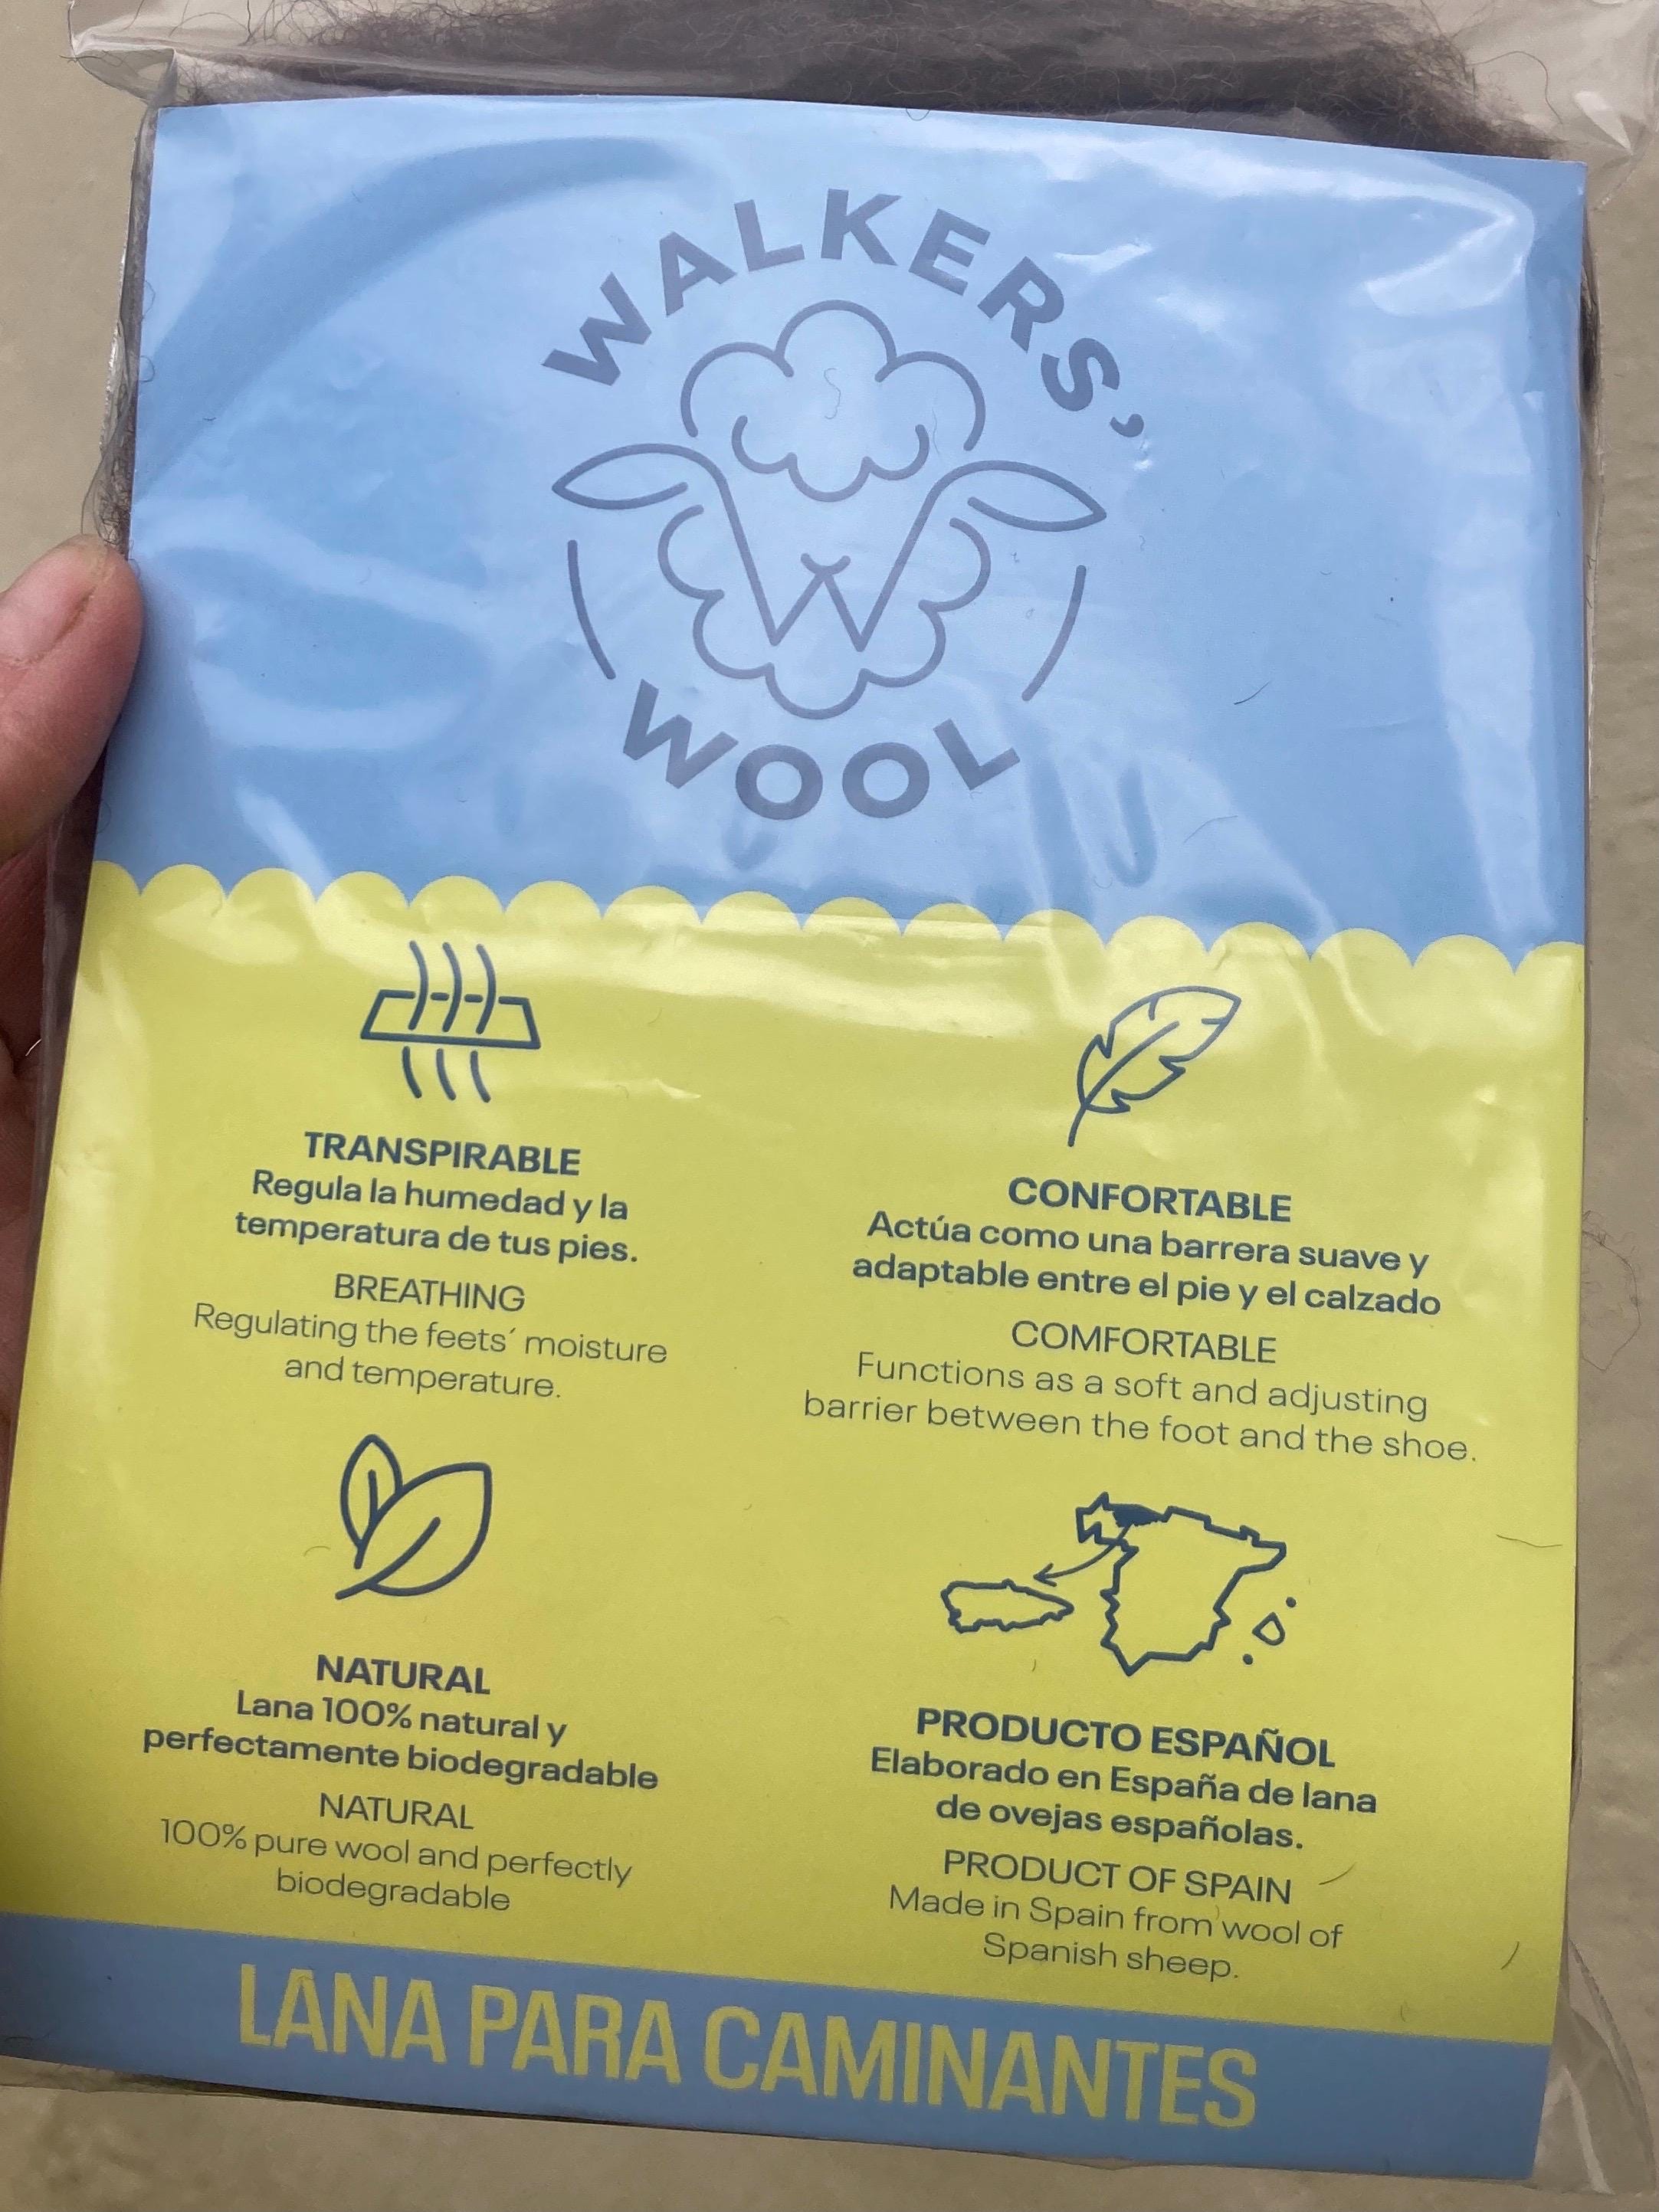 WALKERS'
WOOL
TRANSPIRABLE
Regula la humedad y la
temperatura de tus pies.
BREATHING
Regulating the feets´ moisture
and temperature.
CONFORTABLE
Actúa como una barrera suave y
adaptable entre el pie y el calzado
COMFORTABLE
Functions as a soft and adjusting
barrier between the foot and the shoe.
NATURAL
Lana 100% natural y
perfectamente biodegradable
NATURAL
100% pure wool and perfectly
biodegradable
PRODUCTO ESPAÑOL
Elaborado en España de lana
de ovejas españolas.
PRODUCT OF SPAIN
Made in Spain from wool of
Spanish sheep.
LANA PARA CAMINANTES